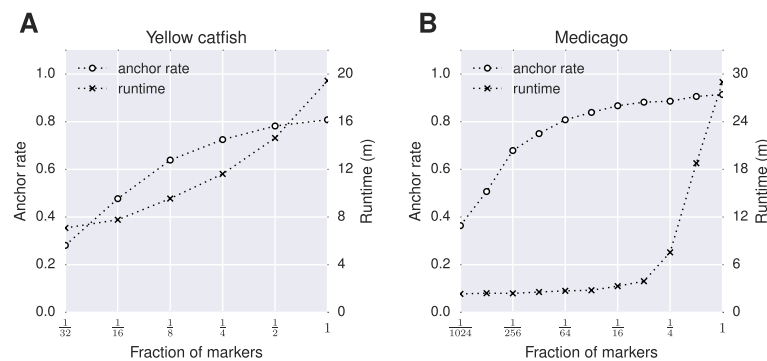 A
Yellow catfish
anchor rate
runtime
1.0
0.8
0.6
0.4
0.2
0.0
Anchor rate
20
16
12
8
4
0
Runtime (m)
1/32 1/16 1/8 1/4 1/2 1
Fraction of markers
B
Medicago
anchor rate
runtime
1.0
0.8
0.6
0.4
0.2
0.0
Anchor rate
30
24
18
12
6
0
Runtime (m)
1/1024 1/256 1/64 1/16 1/4 1
Fraction of markers